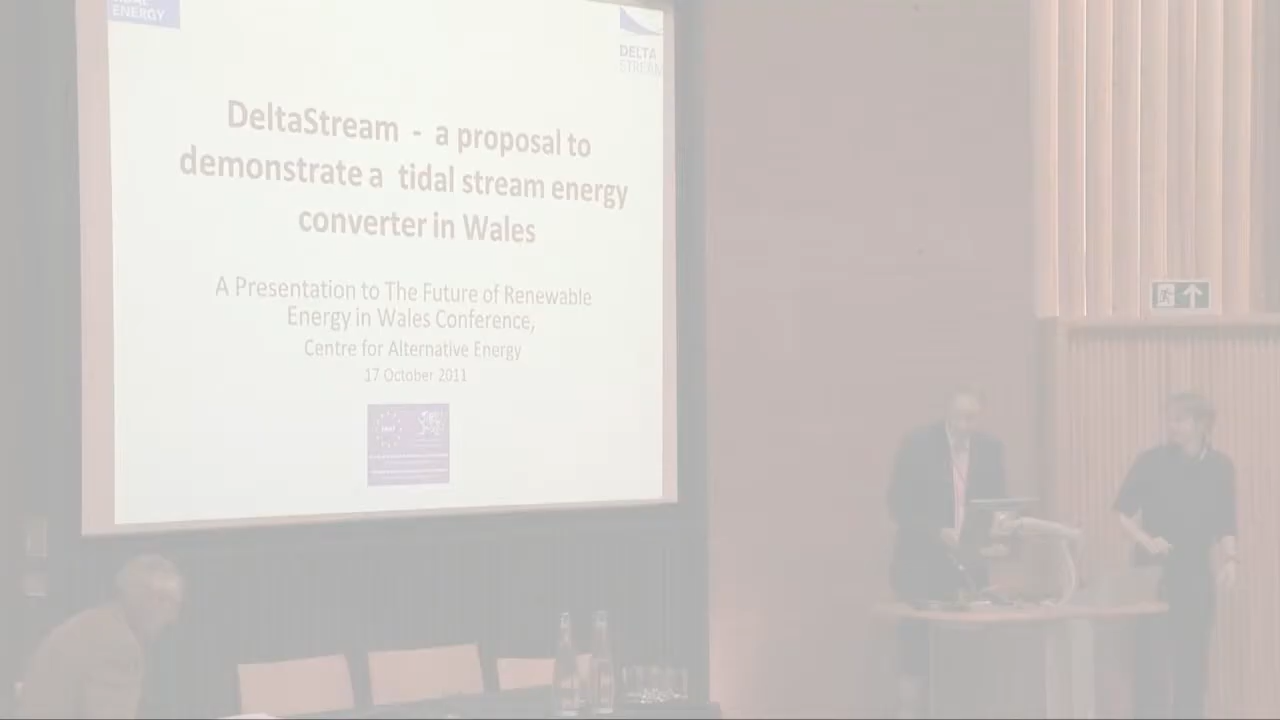 ENERGY
DELTA
STREAM
DeltaStream - a proposal to
demonstrate a tidal stream energy
converter in Wales
A Presentation to The Future of Renewable
Energy in Wales Conference,
Centre for Alternative Energy
17 October 2011